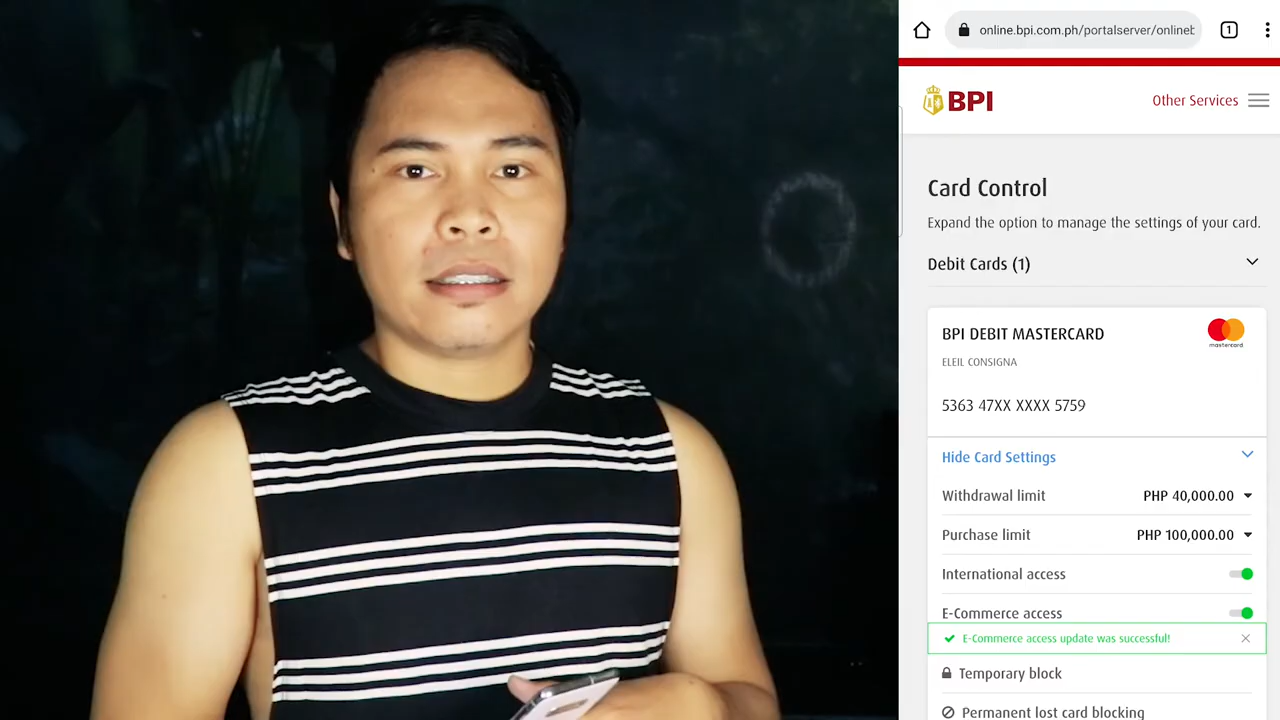 online.bpi.com.ph/portalserver/onlineb
1
BPI
Other Services
Card Control
Expand the option to manage the settings of your card.
Debit Cards (1)
BPI DEBIT MASTERCARD
mastercard
ELEIL CONSIGNA
5363 47XX XXXX 5759
Hide Card Settings
Withdrawal limit PHP 40,000.00
Purchase limit PHP 100,000.00
International access
E-Commerce access
E-Commerce access update was successful!
Temporary block
Permanent lost card blocking